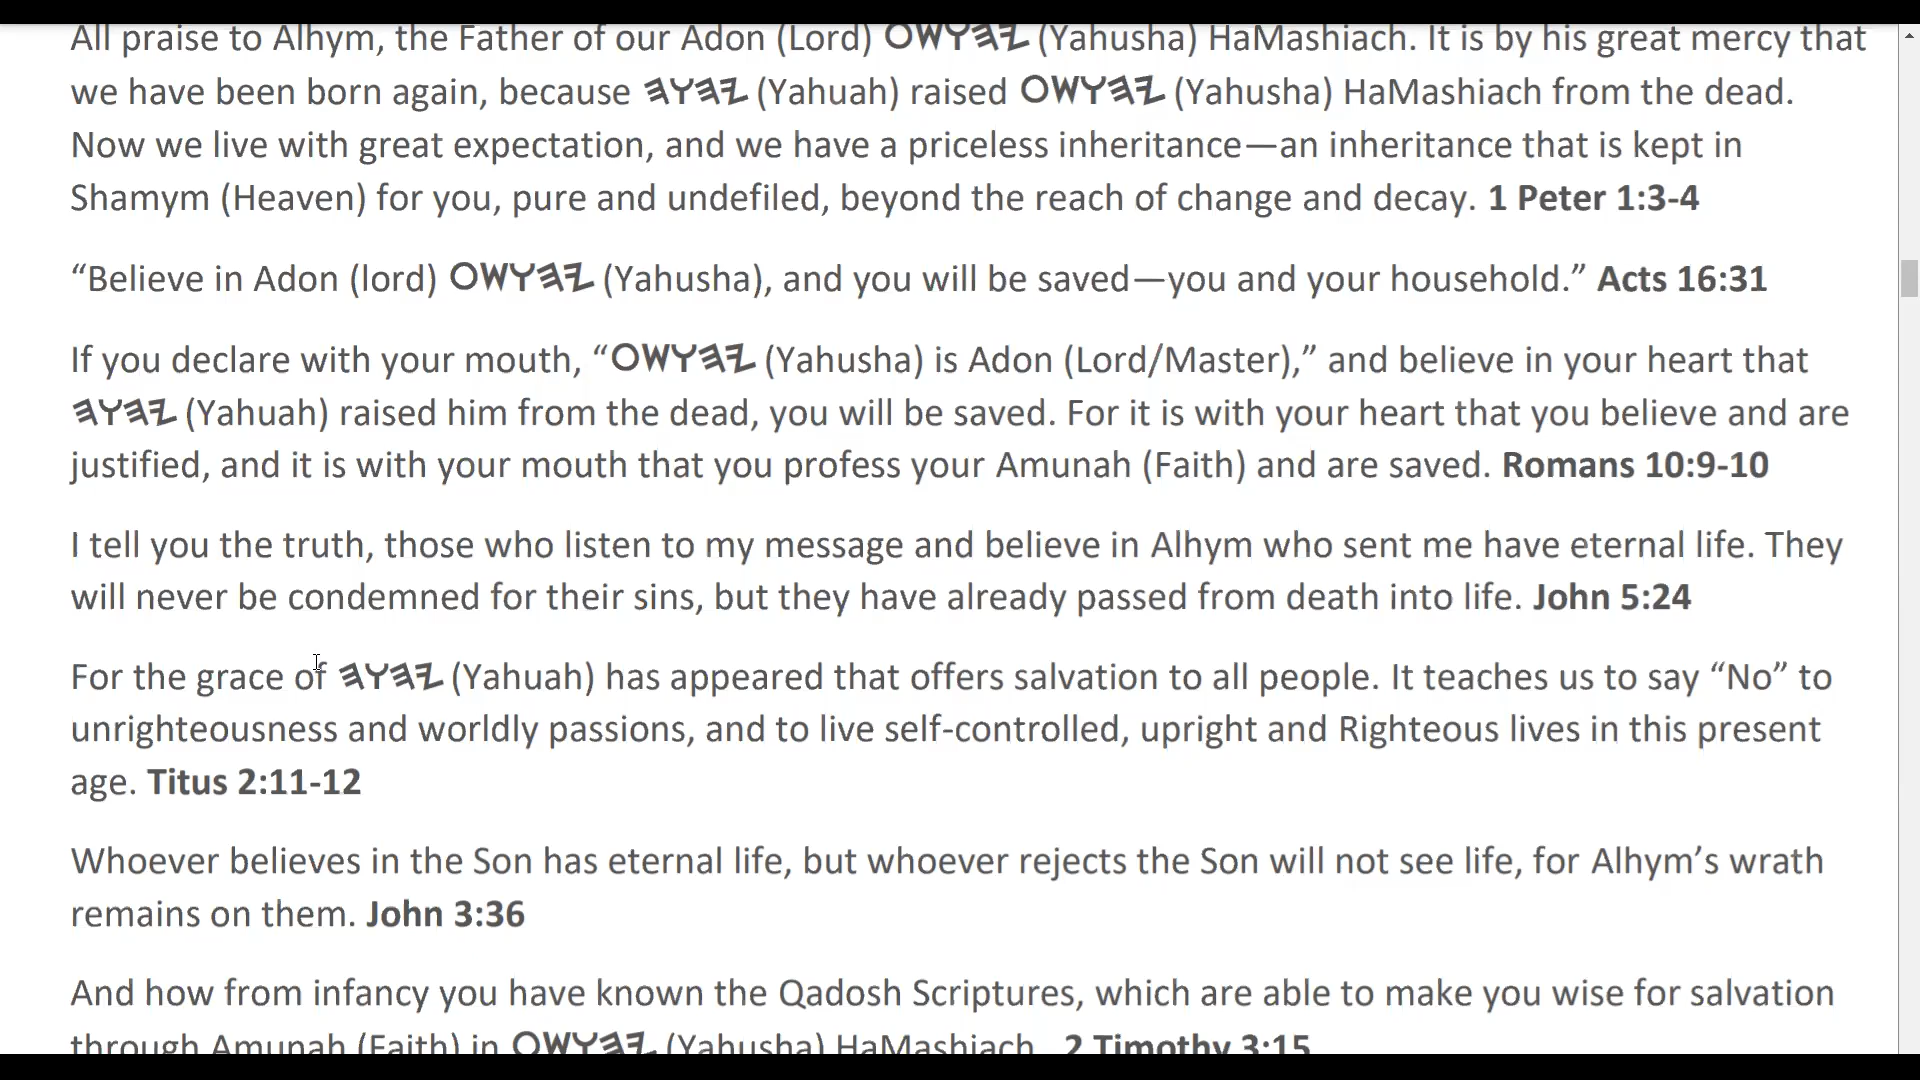 All praise to Alhym, the Father of our Adon (Lord) 𐤉𐤄𐤅𐤔𐤏 (Yahusha) HaMashiach. It is by his great mercy that
we have been born again, because 𐤉𐤄𐤅𐤄 (Yahuah) raised 𐤉𐤄𐤅𐤔𐤏 (Yahusha) HaMashiach from the dead.
Now we live with great expectation, and we have a priceless inheritance—an inheritance that is kept in
Shamym (Heaven) for you, pure and undefiled, beyond the reach of change and decay. 1 Peter 1:3-4
“Believe in Adon (lord) 𐤉𐤄𐤅𐤔𐤏 (Yahusha), and you will be saved—you and your household.” Acts 16:31
If you declare with your mouth, “𐤉𐤄𐤅𐤔𐤏 (Yahusha) is Adon (Lord/Master),” and believe in your heart that
𐤉𐤄𐤅𐤄 (Yahuah) raised him from the dead, you will be saved. For it is with your heart that you believe and are
justified, and it is with your mouth that you profess your Amunah (Faith) and are saved. Romans 10:9-10
I tell you the truth, those who listen to my message and believe in Alhym who sent me have eternal life. They
will never be condemned for their sins, but they have already passed from death into life. John 5:24
For the grace of 𐤉𐤄𐤅𐤄 (Yahuah) has appeared that offers salvation to all people. It teaches us to say “No” to
unrighteousness and worldly passions, and to live self-controlled, upright and Righteous lives in this present
age. Titus 2:11-12
Whoever believes in the Son has eternal life, but whoever rejects the Son will not see life, for Alhym’s wrath
remains on them. John 3:36
And how from infancy you have known the Qadosh Scriptures, which are able to make you wise for salvation
through Amunah (Faith) in 𐤉𐤄𐤅𐤔𐤏 (Yahusha) HaMashiach. 2 Timothy 3:15